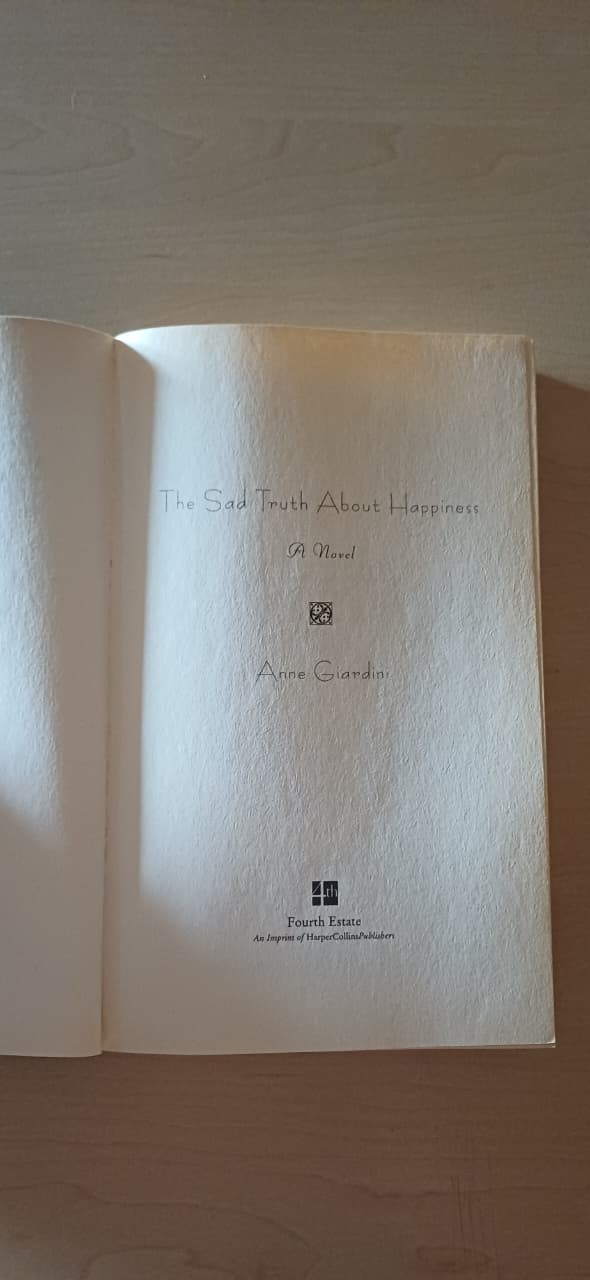 The Sad Truth About Happiness
A Novel
Anne Giardini
4th
Fourth Estate
An Imprint of HarperCollinsPublishers